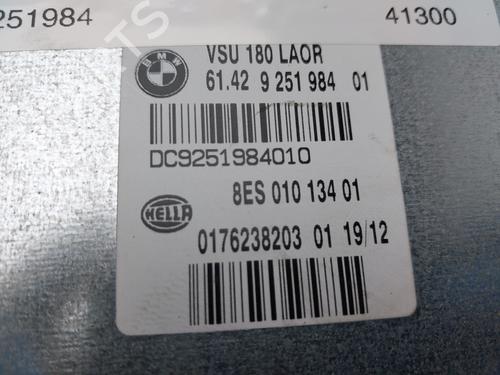 251984
41300
BMW
VSU 180 LAOR
61.42 9 251 984 01
DC9251984010
8ES 010 134 01
HELLA
0176238203 01 19/12